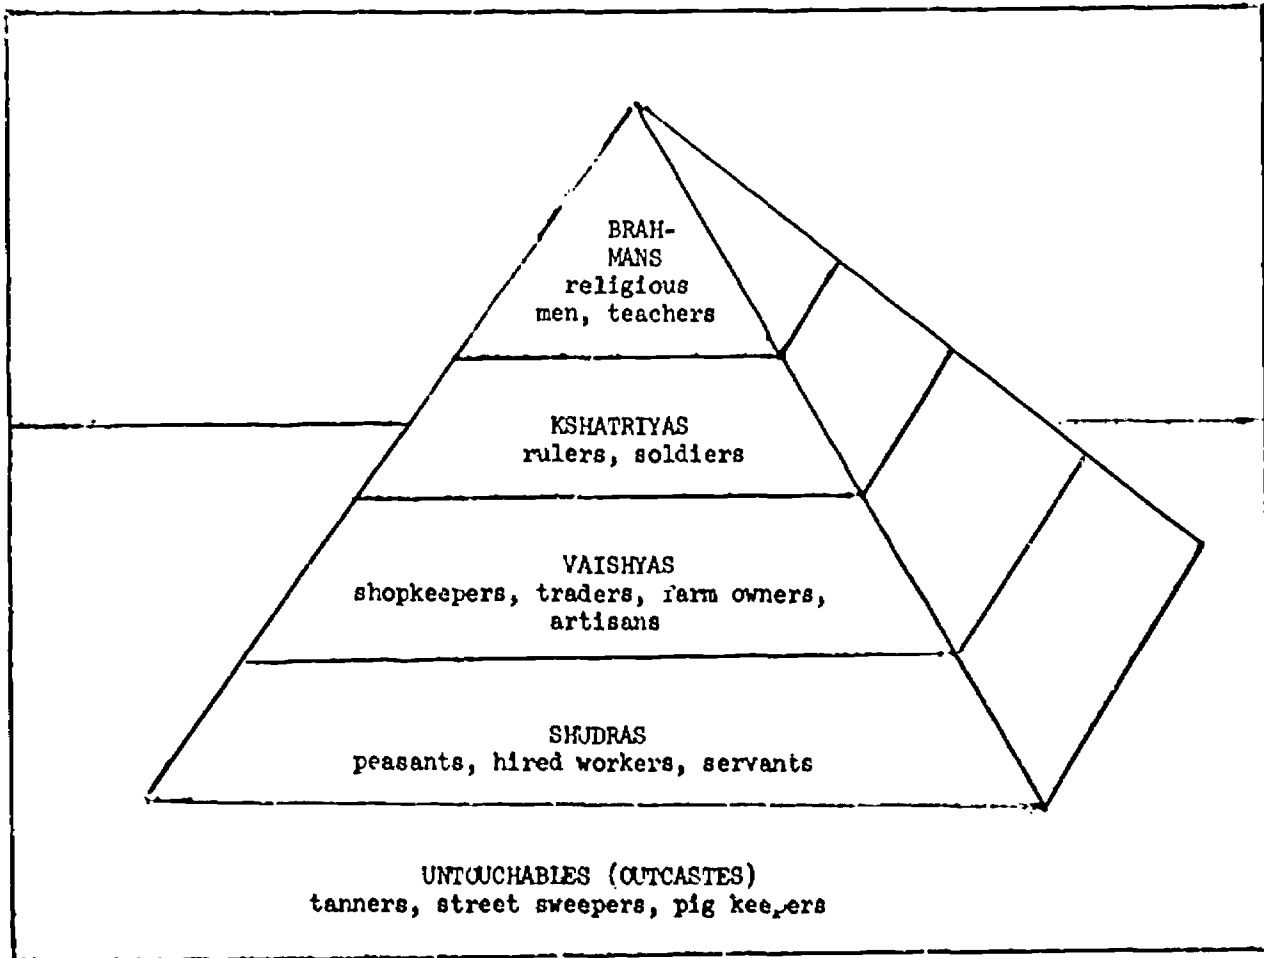 BRAH-
MANS
religious
men, teachers
KSHATRIYAS
rulers, soldiers
VAISHYAS
shopkeepers, traders, farm owners,
artisans
SHUDRAS
peasants, hired workers, servants
UNTOUCHABLES (OUTCASTES)
tanners, street sweepers, pig keepers